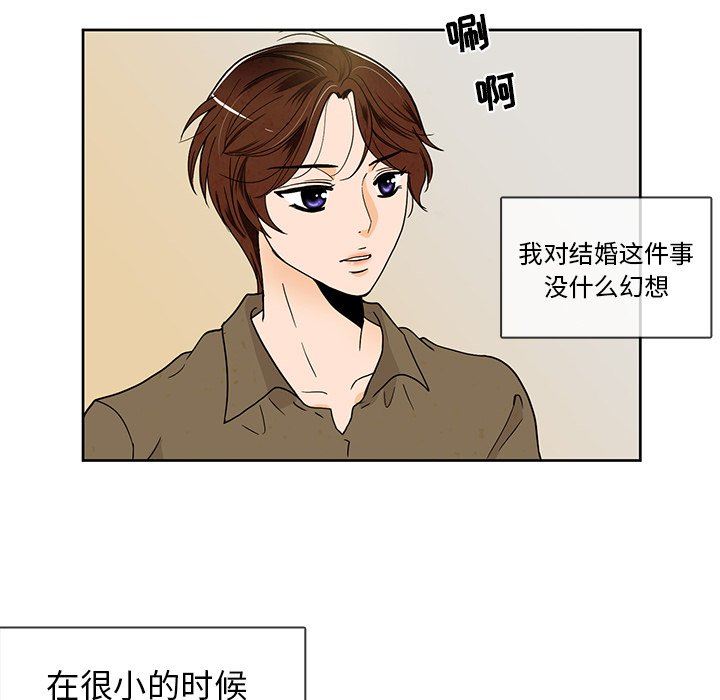 唰
啊
我对结婚这件事
没什么幻想
在很小的时候